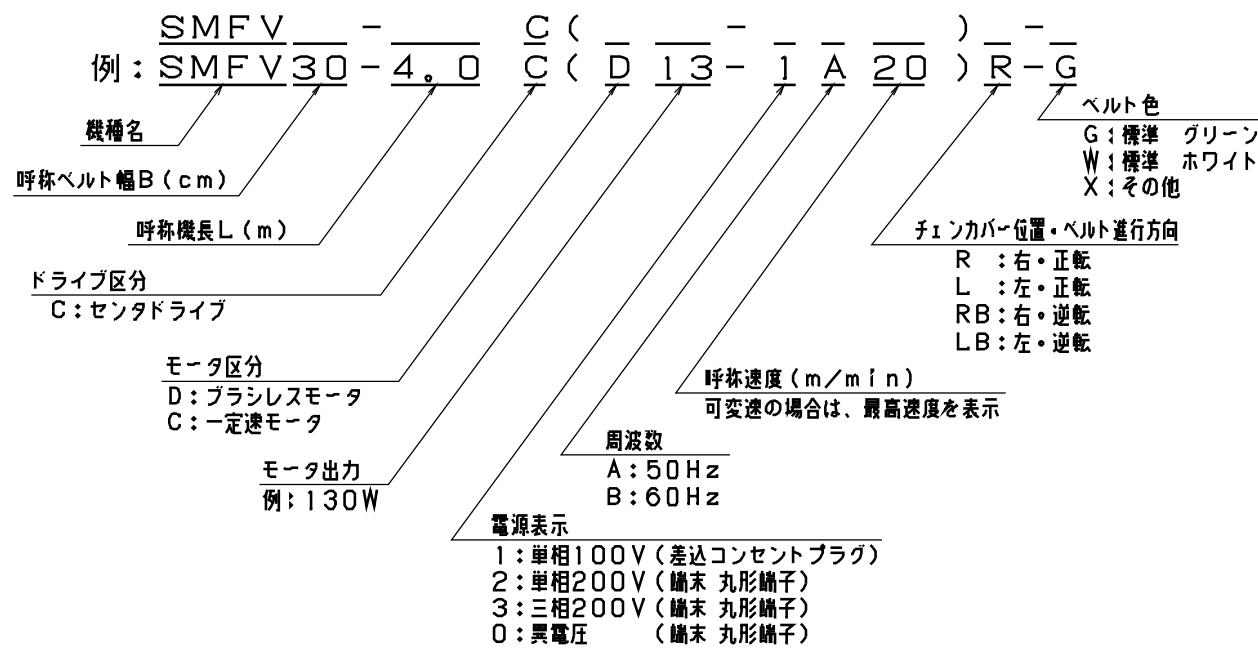 SMFV - C( - ) -
例：SMFV30-4.0 C(D13-1A20)R-G
機種名
呼称ベルト幅B(cm)
呼称機長L(m)
ドライブ区分
C：センタドライブ
モータ区分
D：ブラシレスモータ
C：一定速モータ
モータ出力
例：130W
電源表示
1：単相100V(差込コンセントプラグ)
2：単相200V(端末 丸形端子)
3：三相200V(端末 丸形端子)
0：異電圧 (端末 丸形端子)
周波数
A：50Hz
B：60Hz
呼称速度(m/min)
可変速の場合は、最高速度を表示
チェンカバー位置・ベルト進行方向
R ：右・正転
L ：左・正転
RB：右・逆転
LB：左・逆転
ベルト色
G：標準 グリーン
W：標準 ホワイト
X：その他